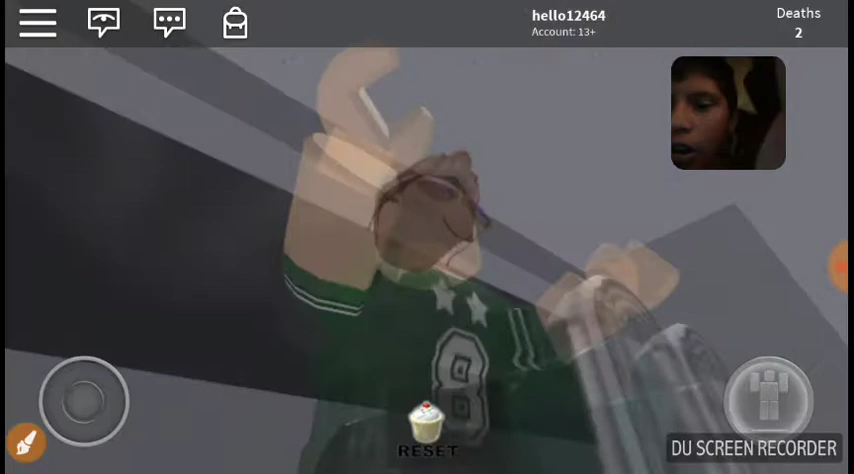 hello12464
Account: 13+
Deaths
2
8
RESET
DU SCREEN RECORDER